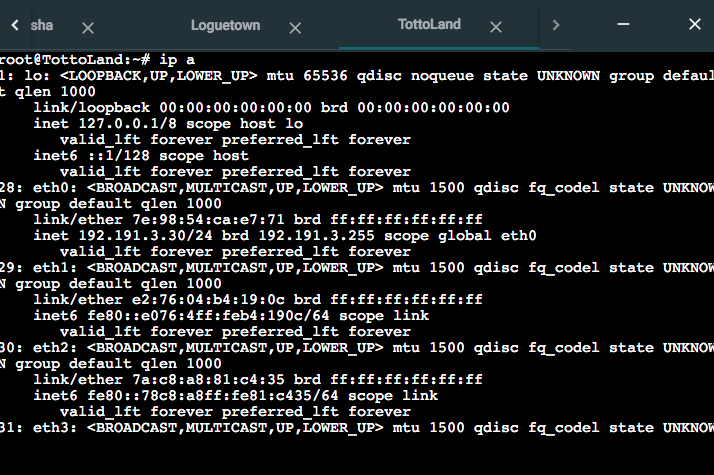 sha
Loguetown
TottoLand
root@TottoLand:~# ip a
1: lo: <LOOPBACK,UP,LOWER_UP> mtu 65536 qdisc noqueue state UNKNOWN group defaul
t qlen 1000
link/loopback 00:00:00:00:00:00 brd 00:00:00:00:00:00
inet 127.0.0.1/8 scope host lo
valid_lft forever preferred_lft forever
inet6 ::1/128 scope host
valid_lft forever preferred_lft forever
28: eth0: <BROADCAST,MULTICAST,UP,LOWER_UP> mtu 1500 qdisc fq_codel state UNKNOW
N group default qlen 1000
link/ether 7e:98:54:ca:e7:71 brd ff:ff:ff:ff:ff:ff
inet 192.191.3.30/24 brd 192.191.3.255 scope global eth0
valid_lft forever preferred_lft forever
29: eth1: <BROADCAST,MULTICAST,UP,LOWER_UP> mtu 1500 qdisc fq_codel state UNKNOW
N group default qlen 1000
link/ether e2:76:04:b4:19:0c brd ff:ff:ff:ff:ff:ff
inet6 fe80::e076:4ff:feb4:190c/64 scope link
valid_lft forever preferred_lft forever
30: eth2: <BROADCAST,MULTICAST,UP,LOWER_UP> mtu 1500 qdisc fq_codel state UNKNOW
N group default qlen 1000
link/ether 7a:c8:a8:81:c4:35 brd ff:ff:ff:ff:ff:ff
inet6 fe80::78c8:a8ff:fe81:c435/64 scope link
valid_lft forever preferred_lft forever
31: eth3: <BROADCAST,MULTICAST,UP,LOWER_UP> mtu 1500 qdisc fq_codel state UNKNOW